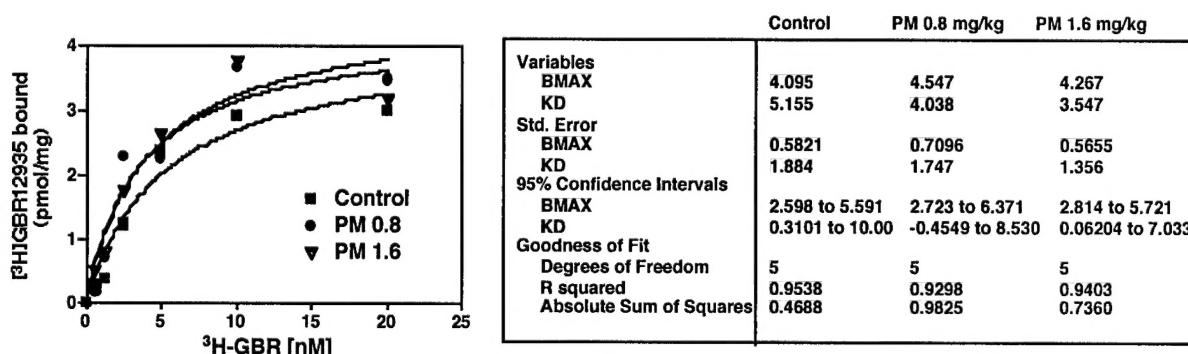 4
3
2
1
0
0 5 10 15 20 25
[³H]GBR12935 bound
(pmol/mg)
³H-GBR [nM]
Control
PM 0.8
PM 1.6
Control PM 0.8 mg/kg PM 1.6 mg/kg
Variables
BMAX 4.095 4.547 4.267
KD 5.155 4.038 3.547
Std. Error
BMAX 0.5821 0.7096 0.5655
KD 1.884 1.747 1.356
95% Confidence Intervals
BMAX 2.598 to 5.591 2.723 to 6.371 2.814 to 5.721
KD 0.3101 to 10.00 -0.4549 to 8.530 0.06204 to 7.033
Goodness of Fit
Degrees of Freedom 5 5 5
R squared 0.9538 0.9298 0.9403
Absolute Sum of Squares 0.4688 0.9825 0.7360